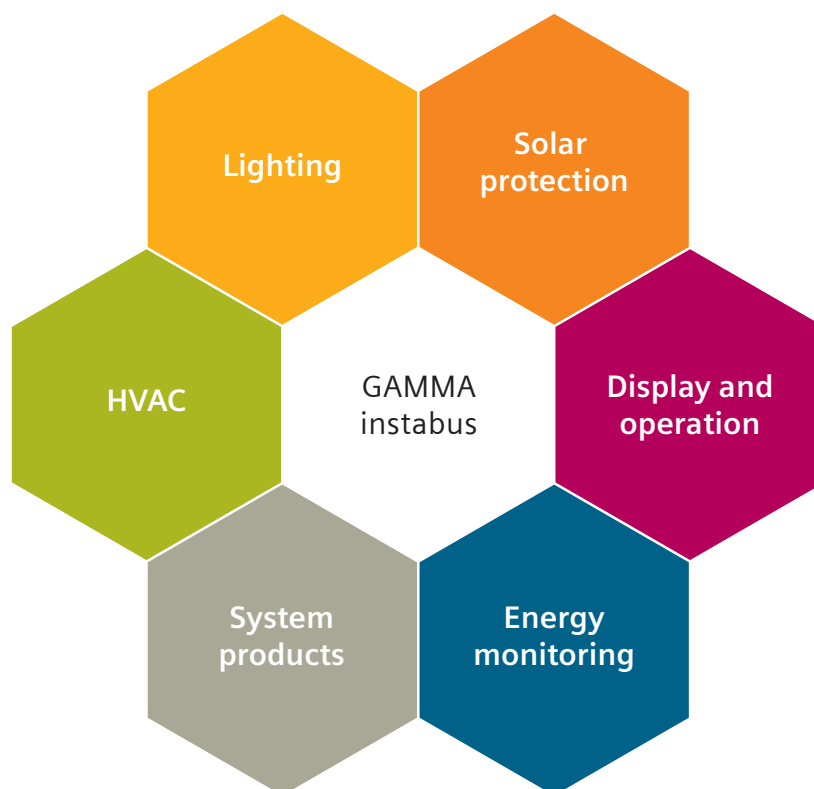 Lighting
Solar
protection
HVAC
GAMMA
instabus
Display and
operation
System
products
Energy
monitoring